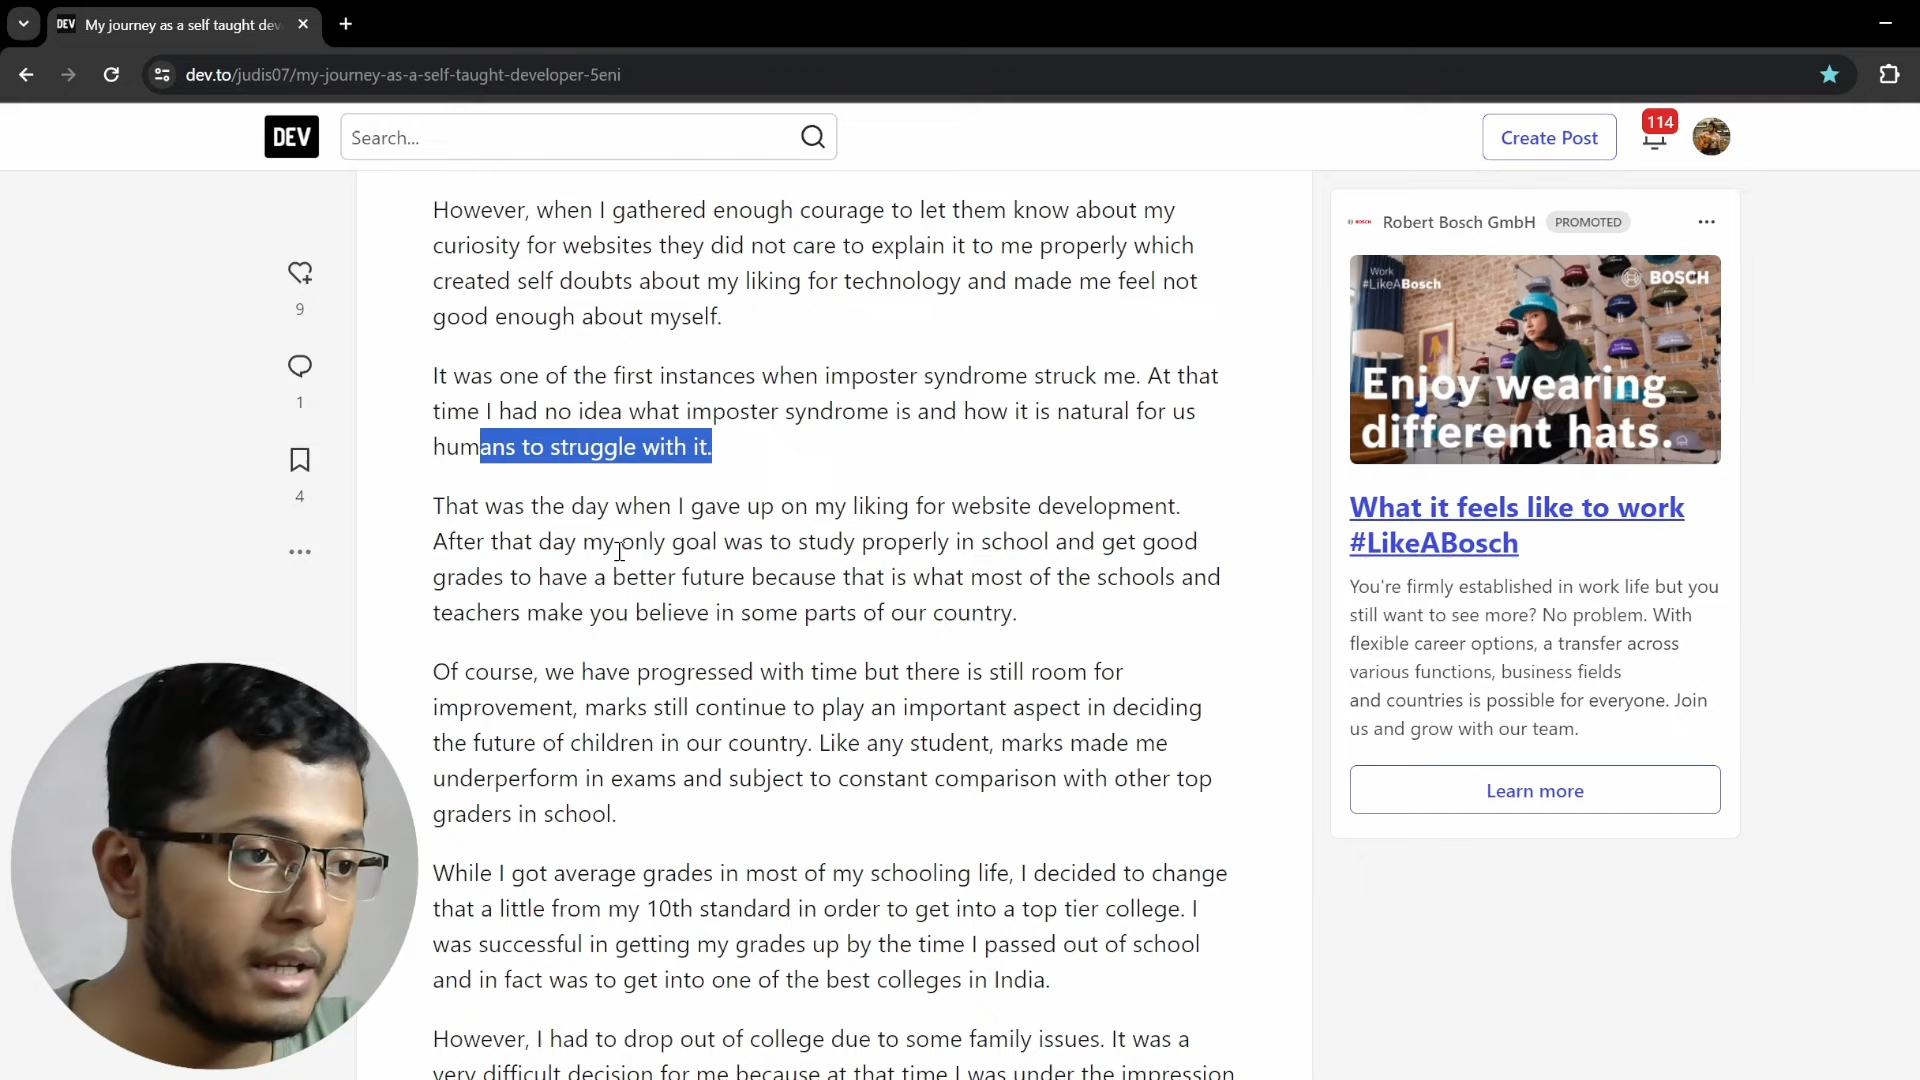 DEV
My journey as a self taught dev
dev.to/judis07/my-journey-as-a-self-taught-developer-5eni
DEV
Search...
Create Post
114
9
1
4
However, when I gathered enough courage to let them know about my
curiosity for websites they did not care to explain it to me properly which
created self doubts about my liking for technology and made me feel not
good enough about myself.
It was one of the first instances when imposter syndrome struck me. At that
time I had no idea what imposter syndrome is and how it is natural for us
humans to struggle with it.
That was the day when I gave up on my liking for website development.
After that day my only goal was to study properly in school and get good
grades to have a better future because that is what most of the schools and
teachers make you believe in some parts of our country.
Of course, we have progressed with time but there is still room for
improvement, marks still continue to play an important aspect in deciding
the future of children in our country. Like any student, marks made me
underperform in exams and subject to constant comparison with other top
graders in school.
While I got average grades in most of my schooling life, I decided to change
that a little from my 10th standard in order to get into a top tier college. I
was successful in getting my grades up by the time I passed out of school
and in fact was to get into one of the best colleges in India.
However, I had to drop out of college due to some family issues. It was a
very difficult decision for me because at that time I was under the impression
BOSCH
Robert Bosch GmbH
PROMOTED
Work
#LikeABosch
BOSCH
Enjoy wearing
different hats.
What it feels like to work
#LikeABosch
You're firmly established in work life but you
still want to see more? No problem. With
flexible career options, a transfer across
various functions, business fields
and countries is possible for everyone. Join
us and grow with our team.
Learn more